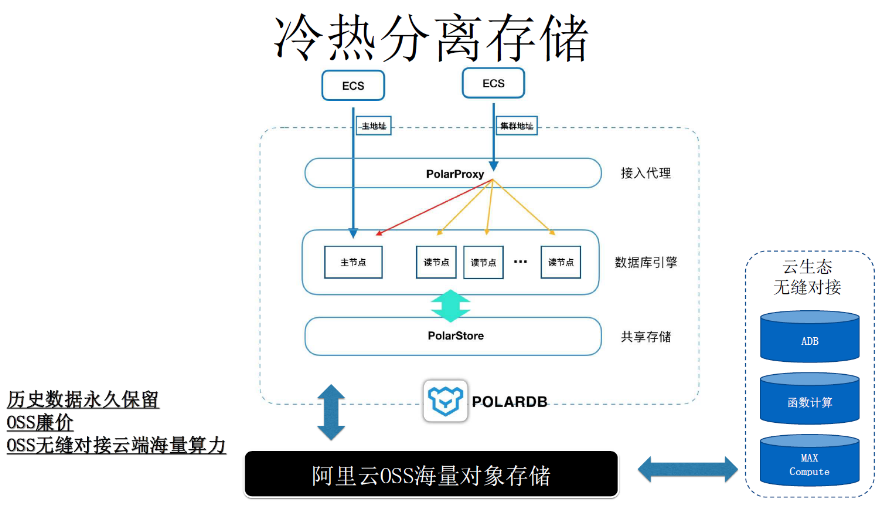 冷热分离存储
ECS
ECS
主地址
集群地址
PolarProxy
接入代理
主节点
读节点
读节点
···
读节点
数据库引擎
PolarStore
共享存储
POLARDB
历史数据永久保留
OSS廉价
OSS无缝对接云端海量算力
阿里云OSS海量对象存储
云生态
无缝对接
ADB
函数计算
MAX
Compute